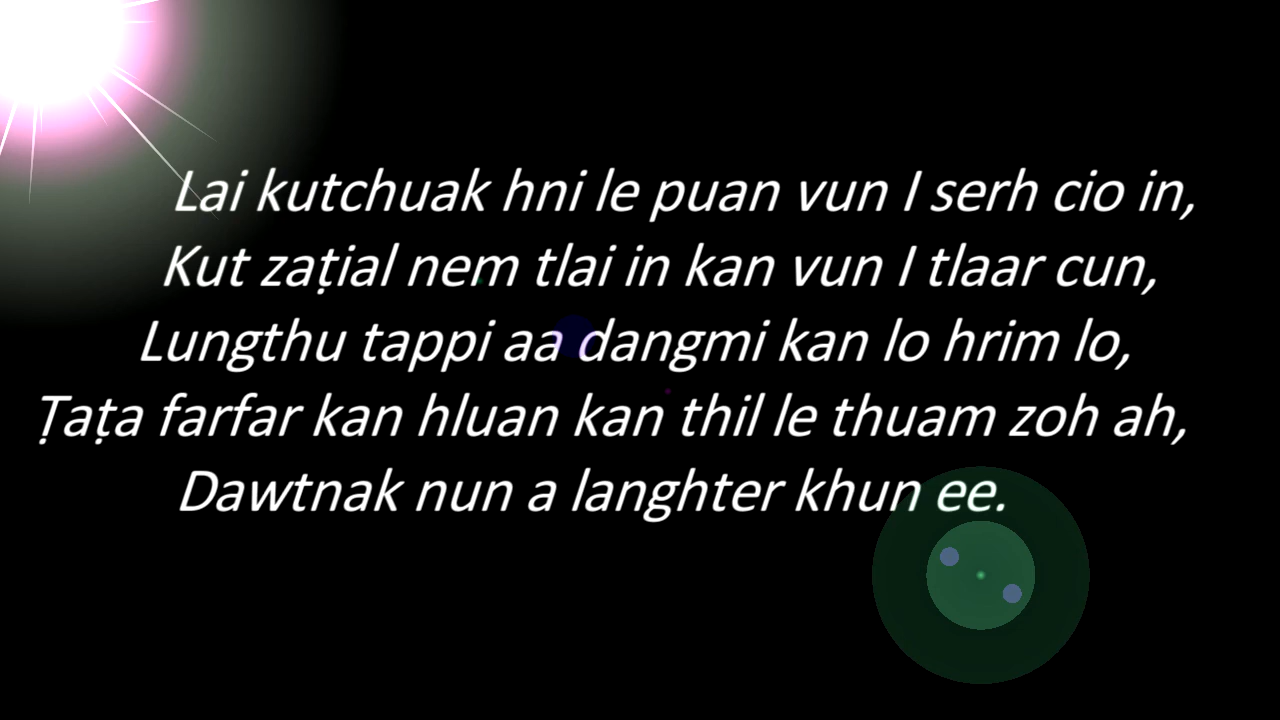 Lai kutchuak hni le puan vun I serh cio in,
Kut zaṭial nem tlai in kan vun I tlaar cun,
Lungthu tappi aa dangmi kan lo hrim lo,
Ṭaṭa farfar kan hluan kan thil le thuam zoh ah,
Dawtnak nun a langhter khun ee.